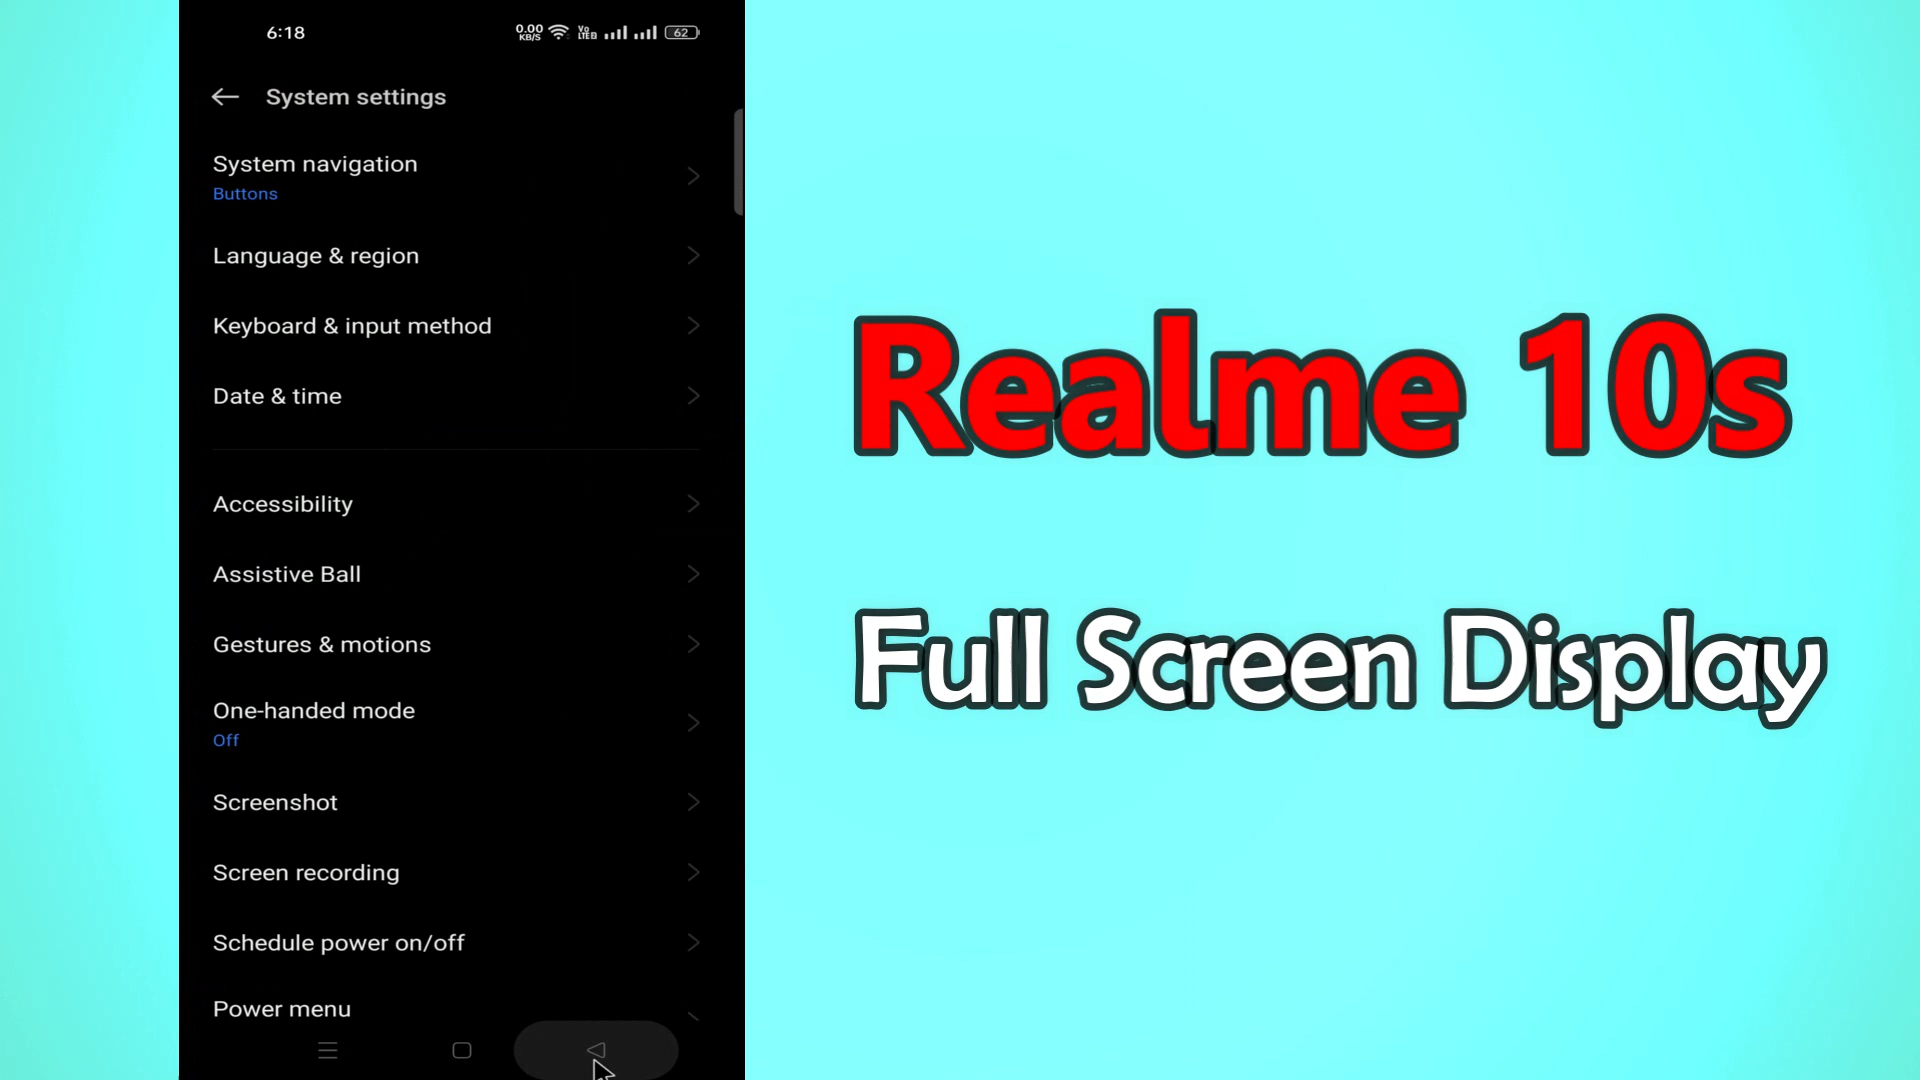 6:18
0.00 KB/S
Vo LTE2
62
System settings
System navigation
Buttons
Language & region
Keyboard & input method
Date & time
Accessibility
Assistive Ball
Gestures & motions
One-handed mode
Off
Screenshot
Screen recording
Schedule power on/off
Power menu
Realme 10s
Full Screen Display